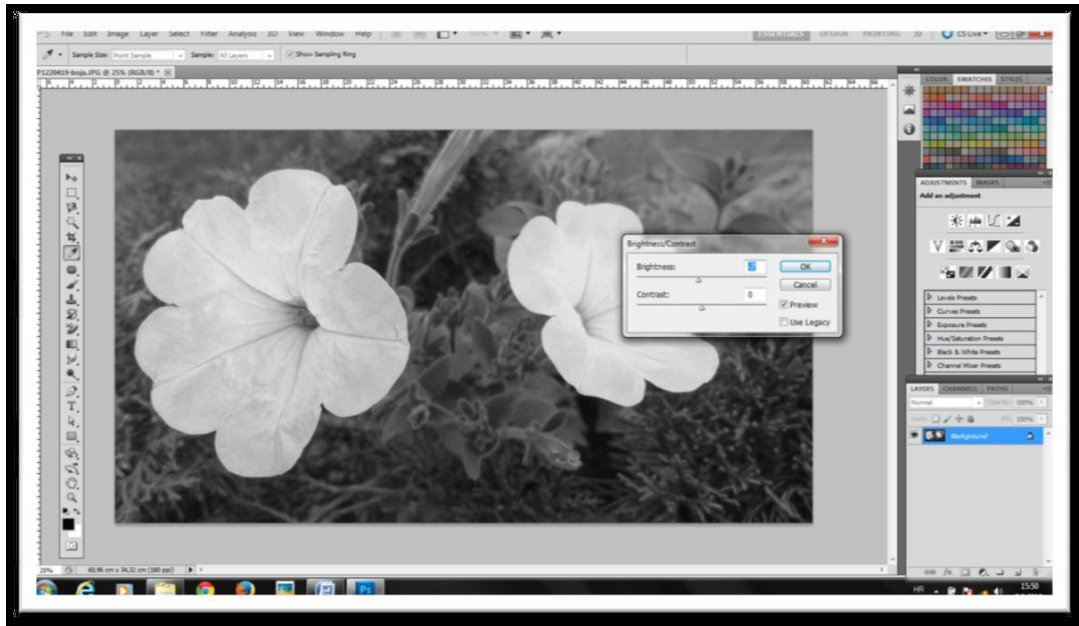 PS File Edit Image Layer Select Filter Analysis 3D View Window Help 100% ESSENTIALS DESIGN PAINTING CS Live
Sample Size: Point Sample Sample: All Layers Show Sampling Ring
P1220419-boja.JPG @ 25% (RGB/8) *
COLOR SWATCHES STYLES
ADJUSTMENTS MASKS
Add an adjustment
Brightness/Contrast
Brightness:
OK
Cancel
Contrast: 0
Preview
Use Legacy
Levels Presets
Curves Presets
Exposure Presets
Hue/Saturation Presets
Black & White Presets
Channel Mixer Presets
LAYERS CHANNELS PATHS
Normal Opacity: 100%
Lock: Fill: 100%
Background
25% 60,96 cm x 34,32 cm (180 ppi)
Ps
HR 15:50